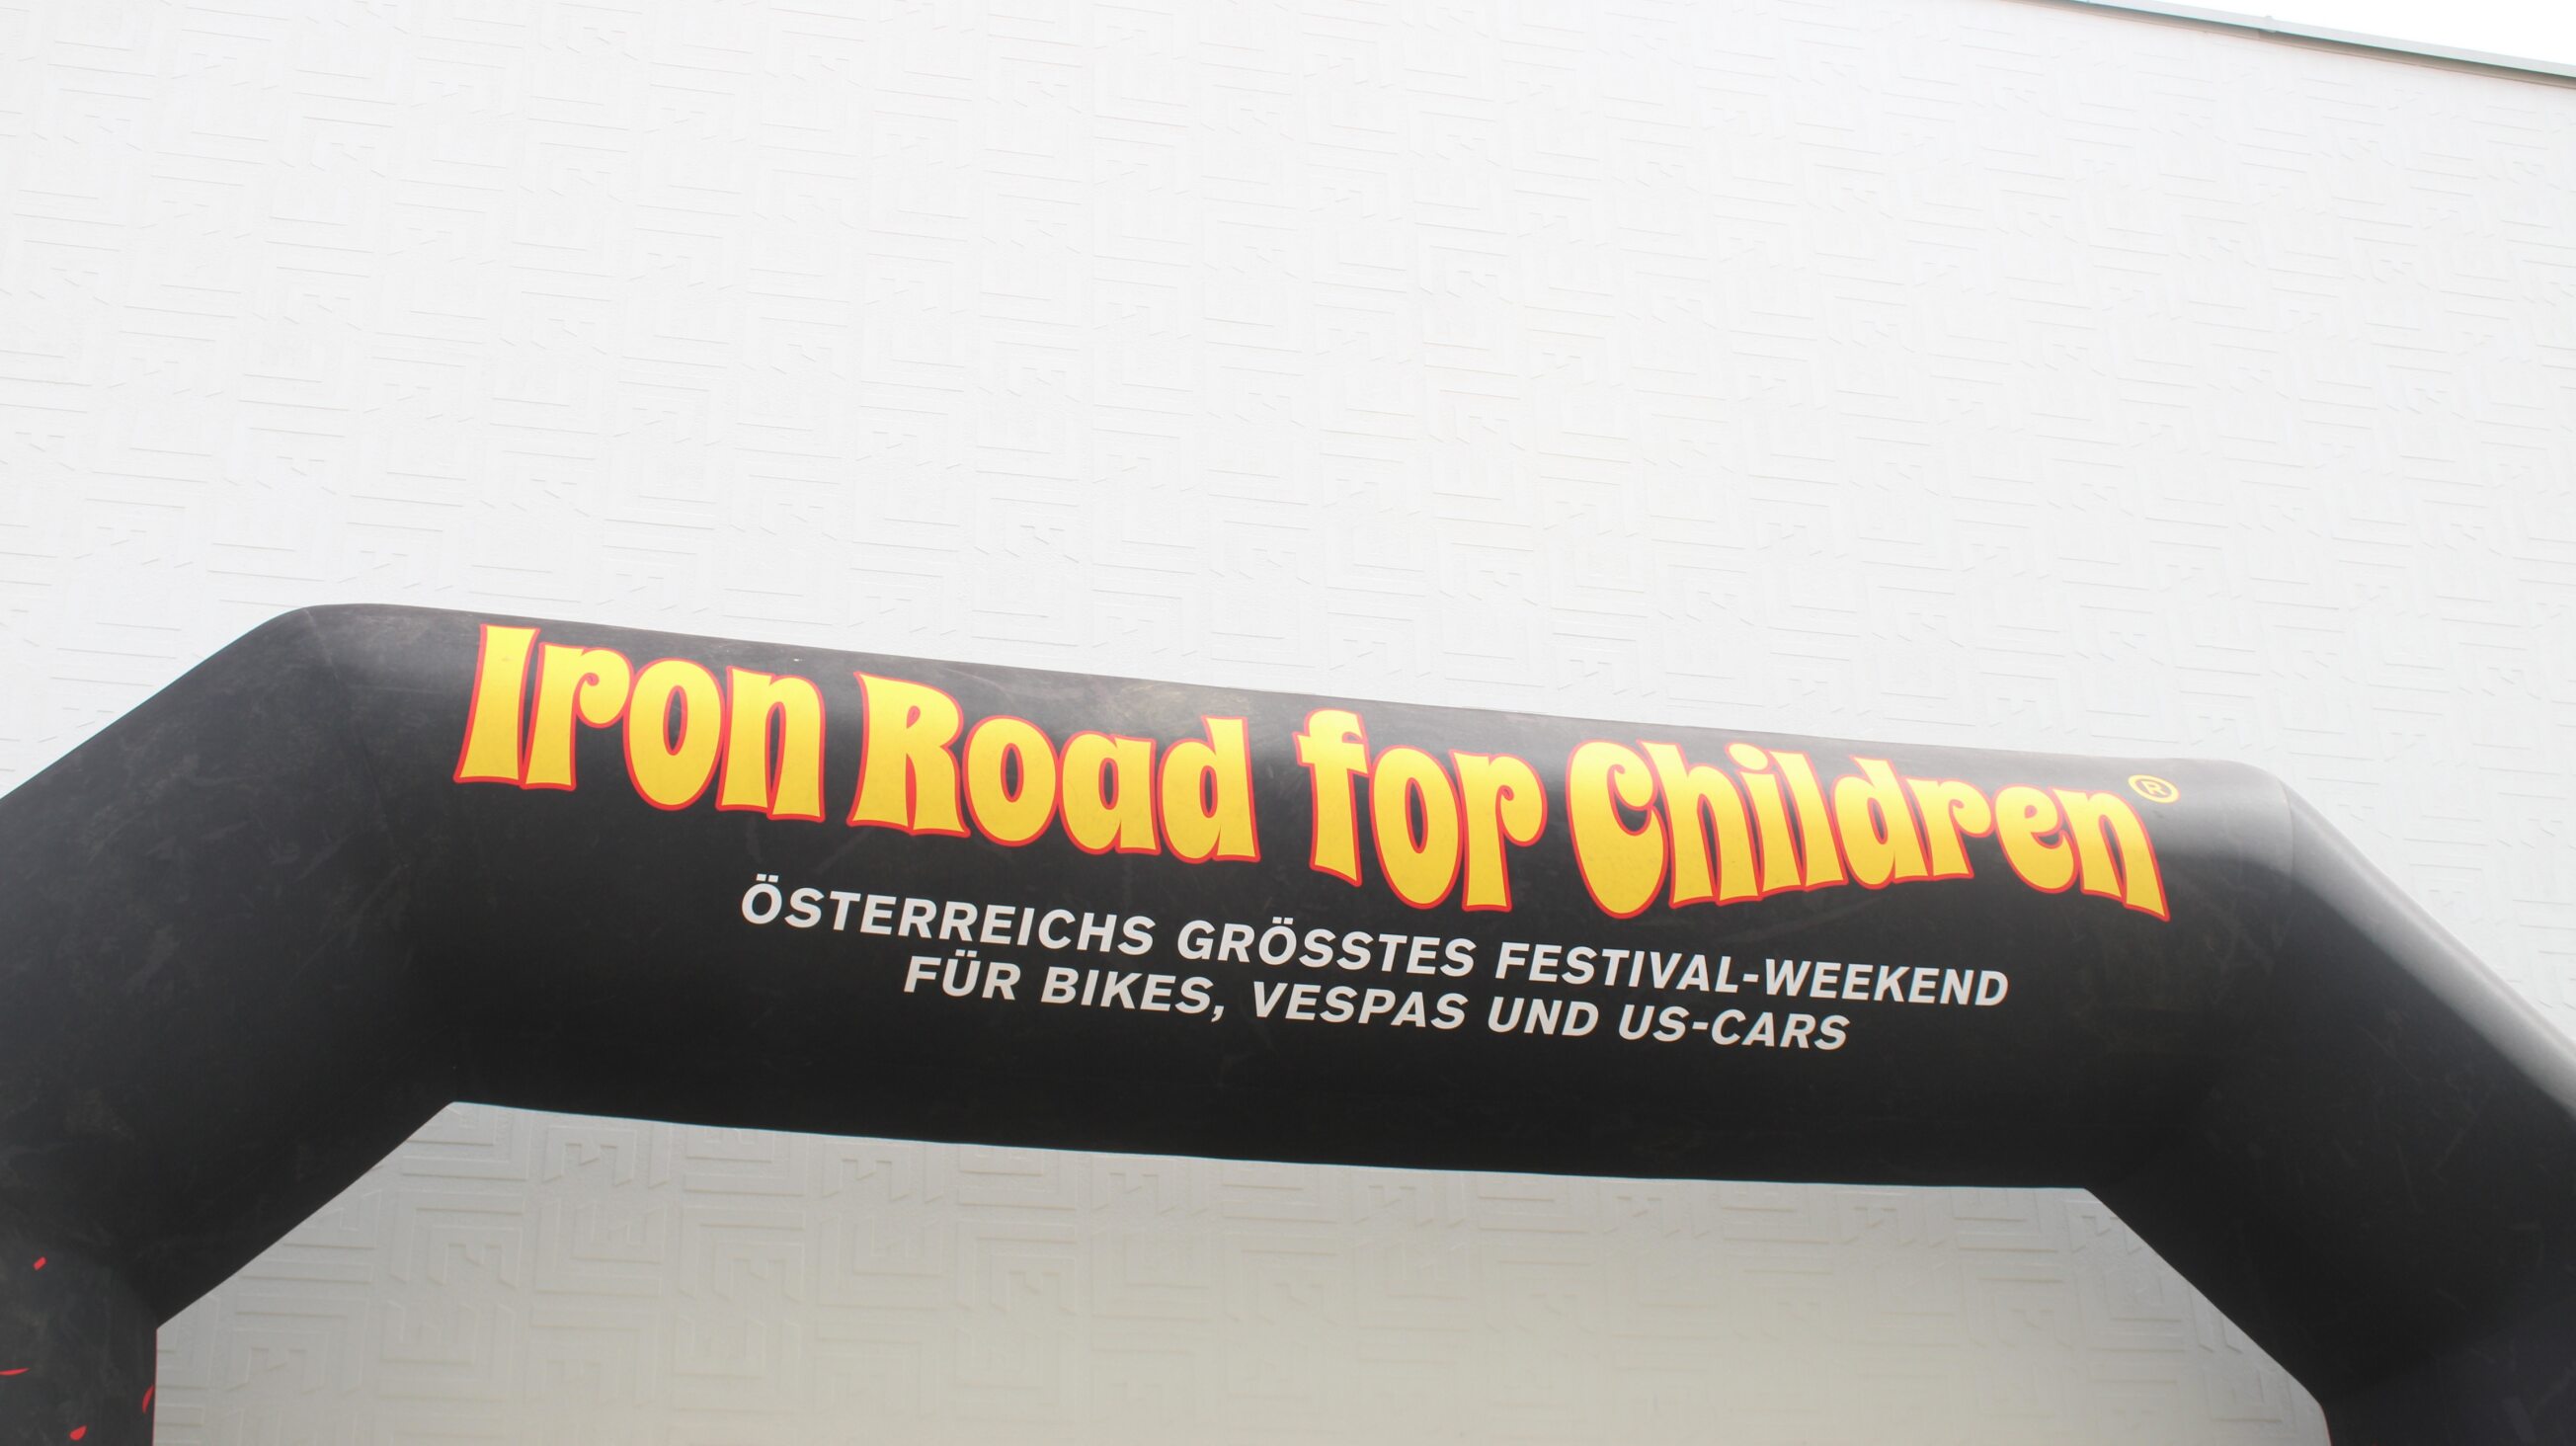 Iron Road for Children®
ÖSTERREICHS GRÖSSTES FESTIVAL-WEEKEND
FÜR BIKES, VESPAS UND US-CARS